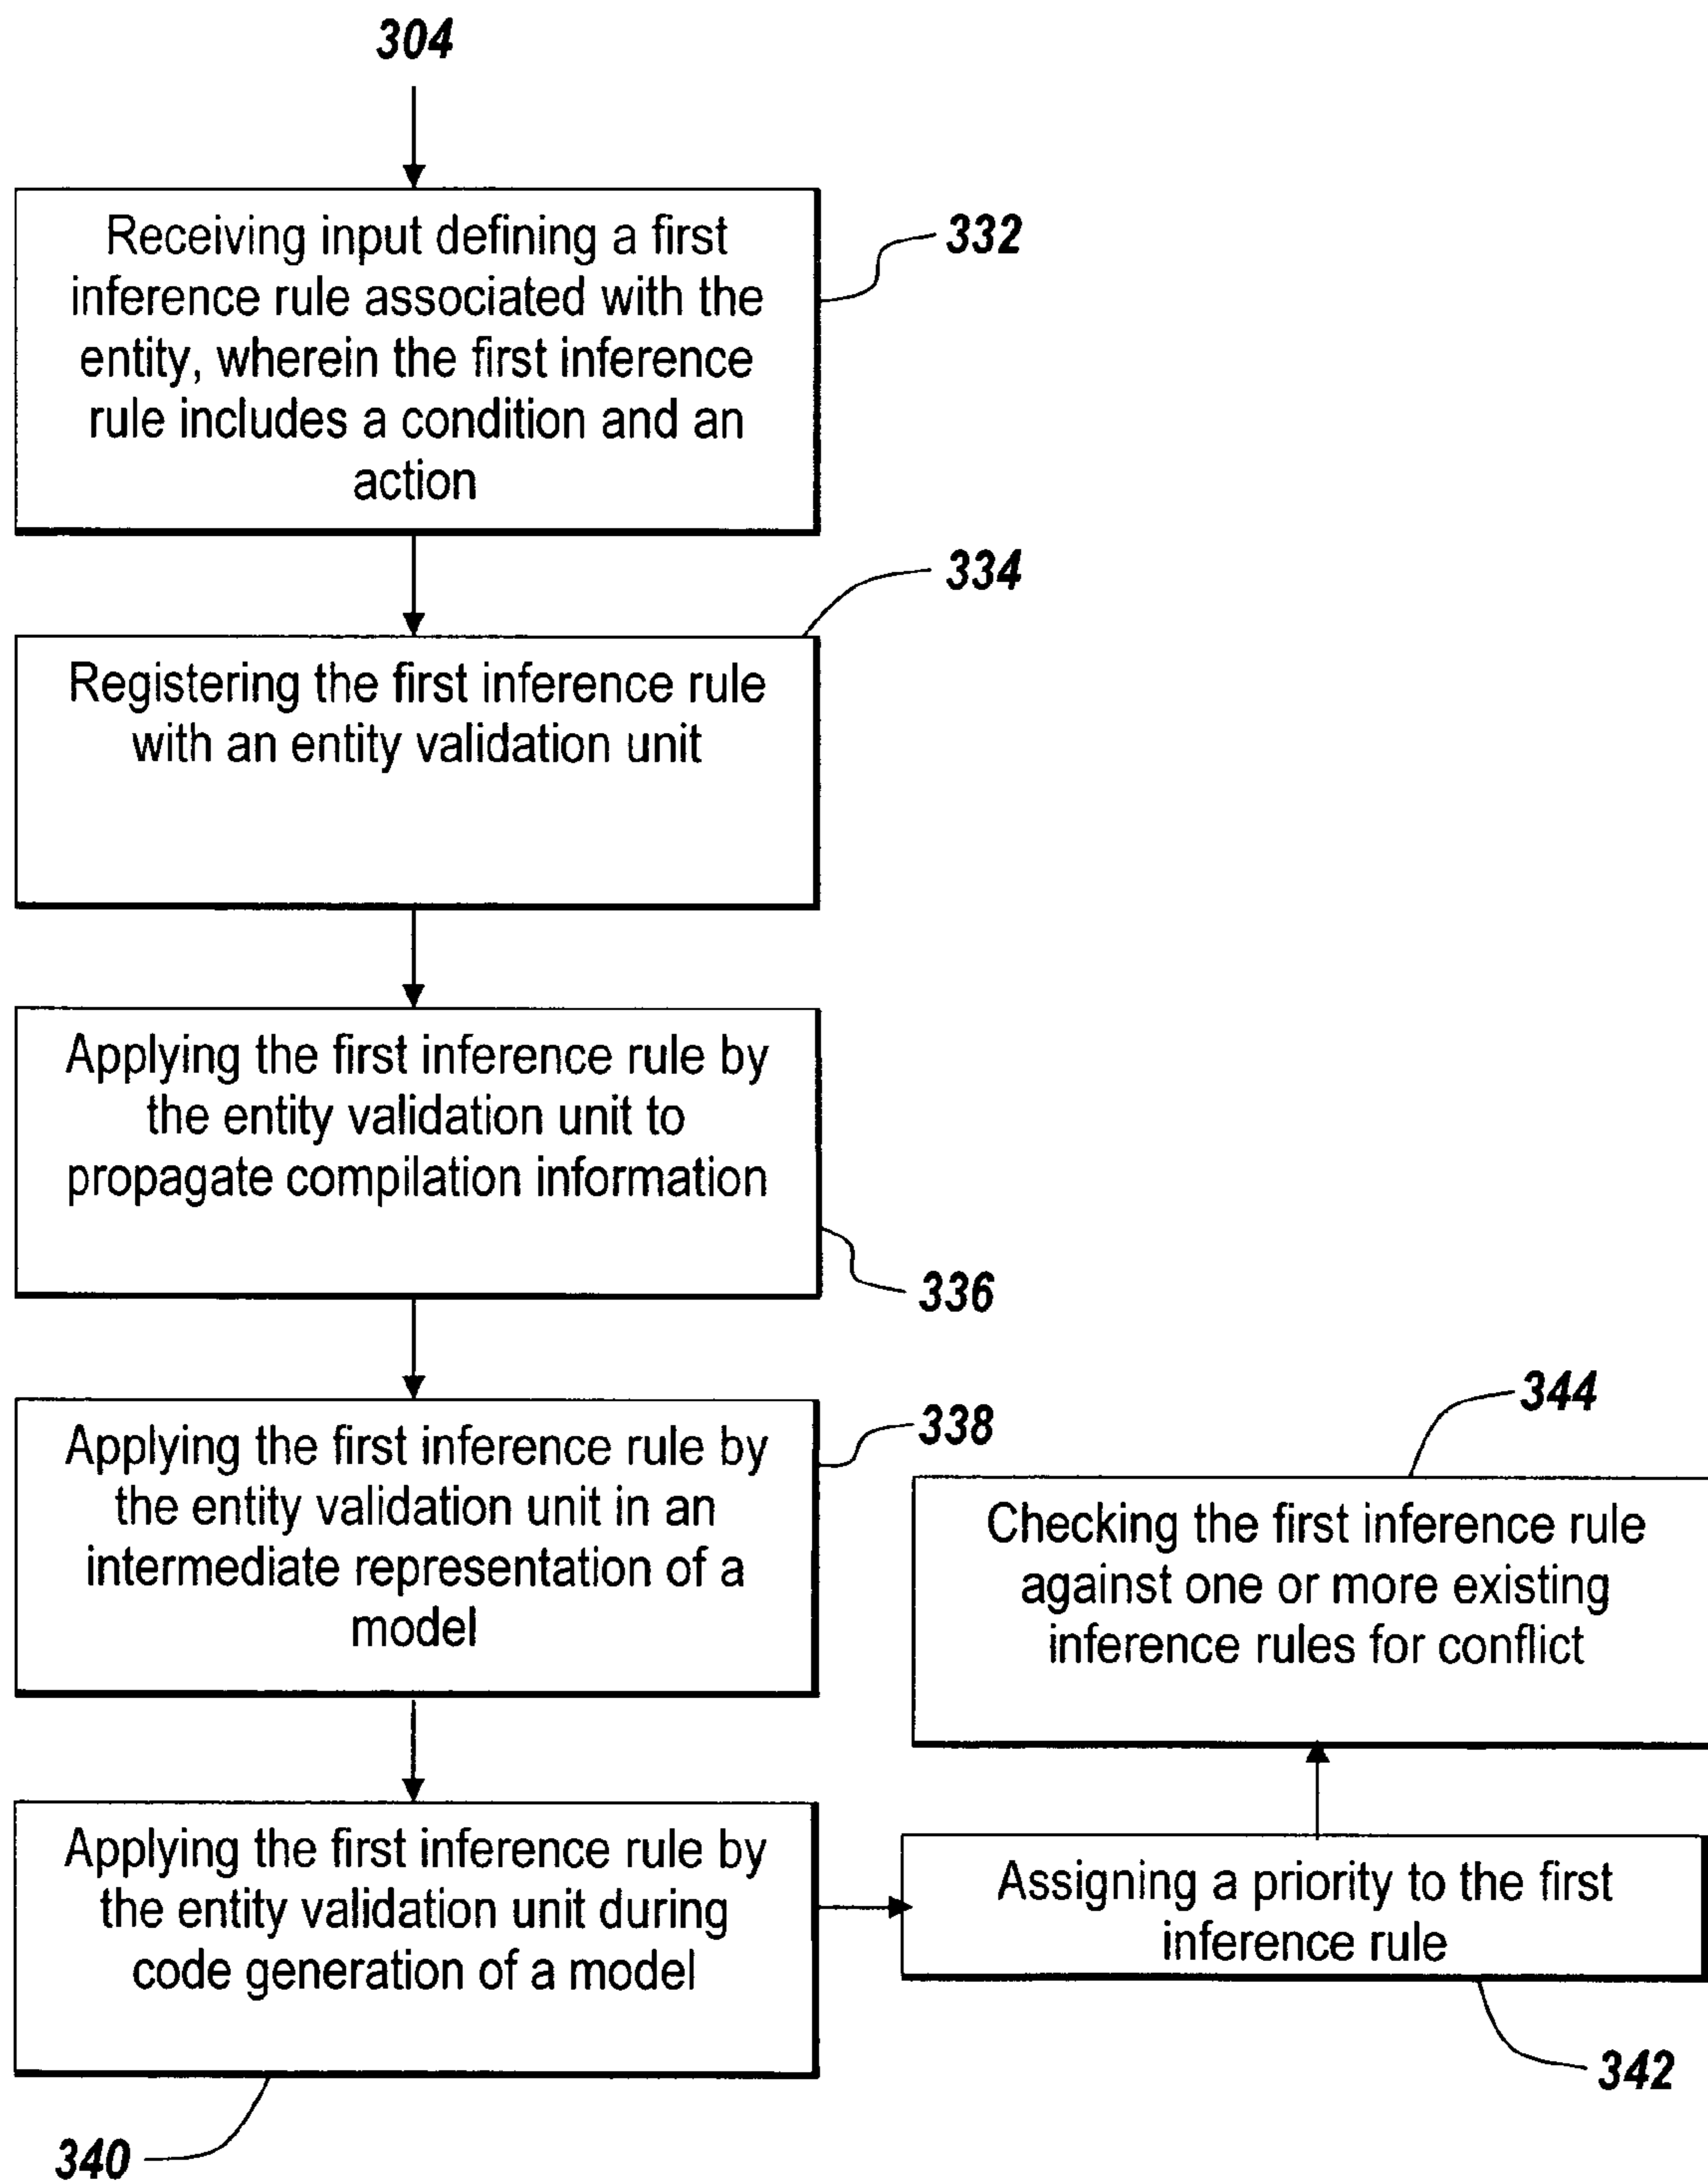 304
Receiving input defining a first
inference rule associated with the
entity, wherein the first inference
rule includes a condition and an
action
332
Registering the first inference rule
with an entity validation unit
334
Applying the first inference rule by
the entity validation unit to
propagate compilation information
336
Applying the first inference rule by
the entity validation unit in an
intermediate representation of a
model
338
Applying the first inference rule by
the entity validation unit during
code generation of a model
340
Assigning a priority to the first
inference rule
342
Checking the first inference rule
against one or more existing
inference rules for conflict
344